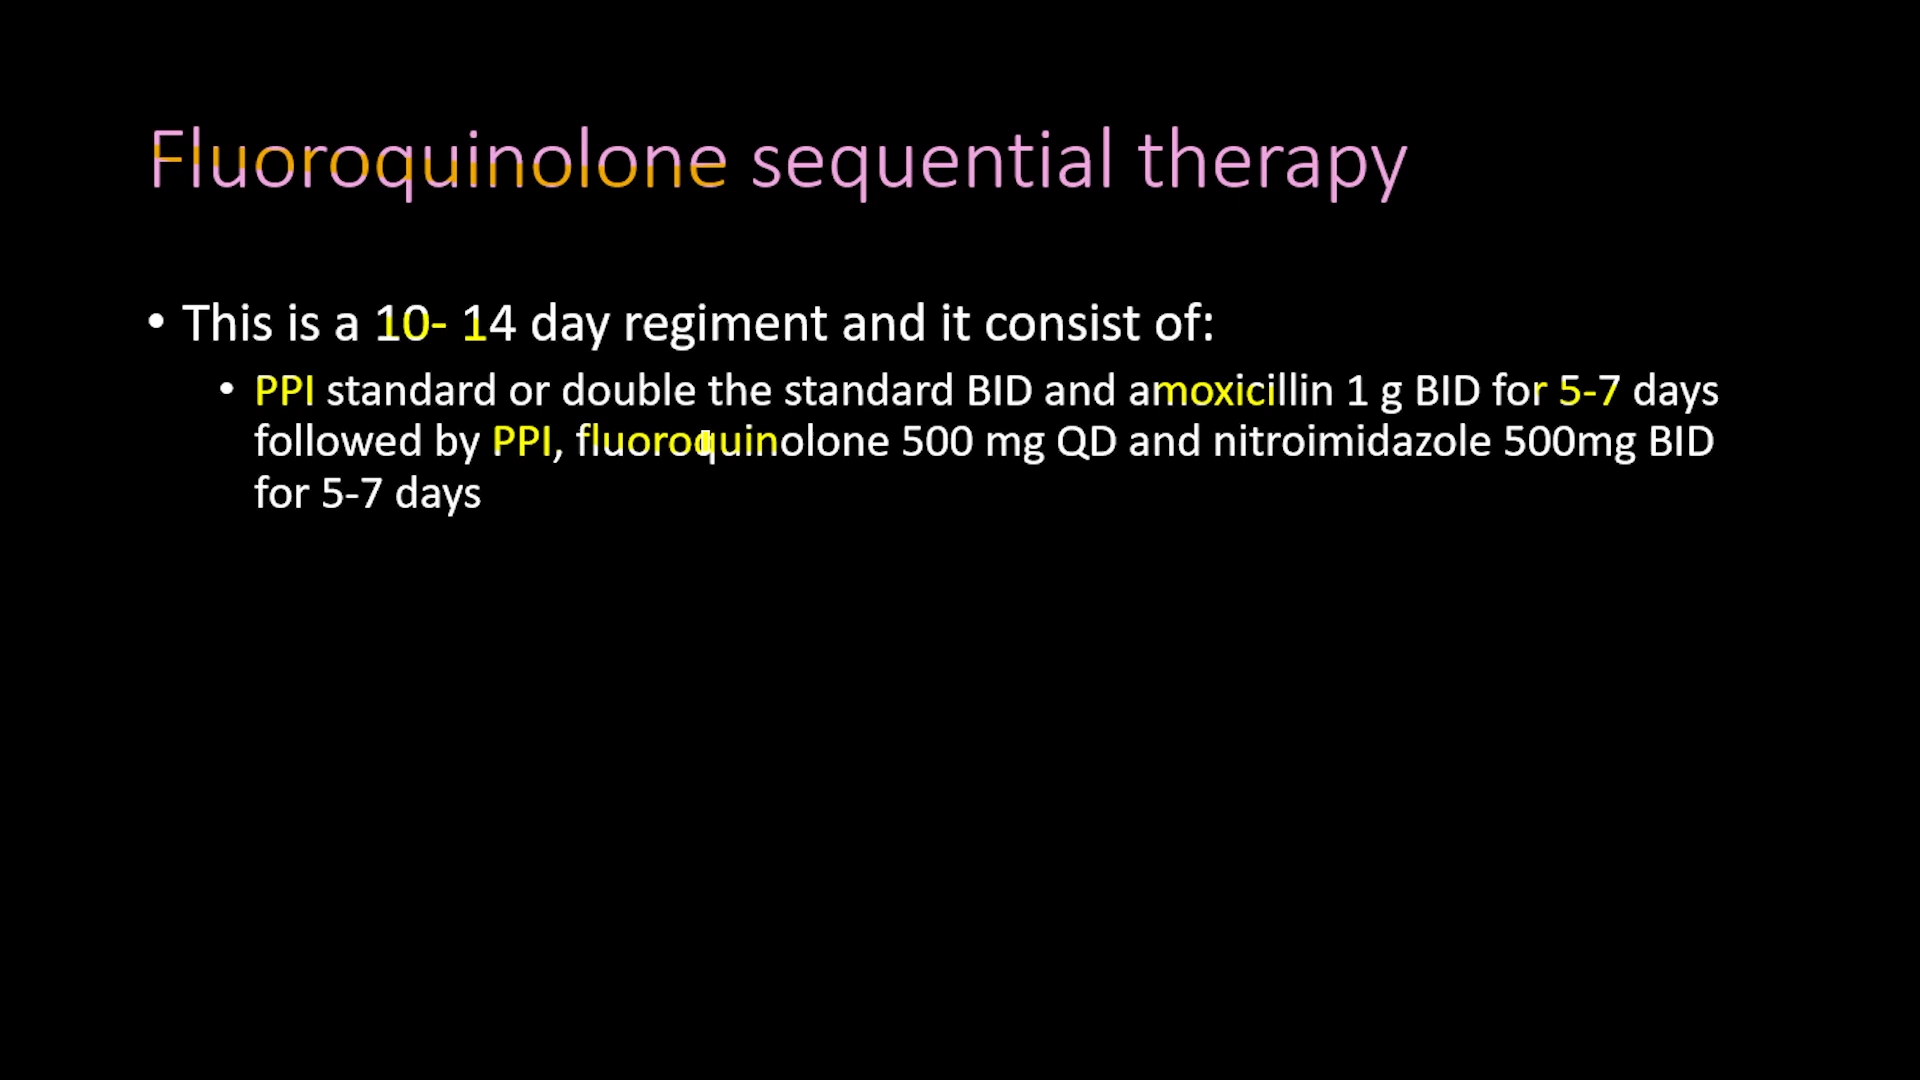 Fluoroquinolone sequential therapy
• This is a 10- 14 day regiment and it consist of:
• PPI standard or double the standard BID and amoxicillin 1 g BID for 5-7 days
followed by PPI, fluoroquinolone 500 mg QD and nitroimidazole 500mg BID
for 5-7 days